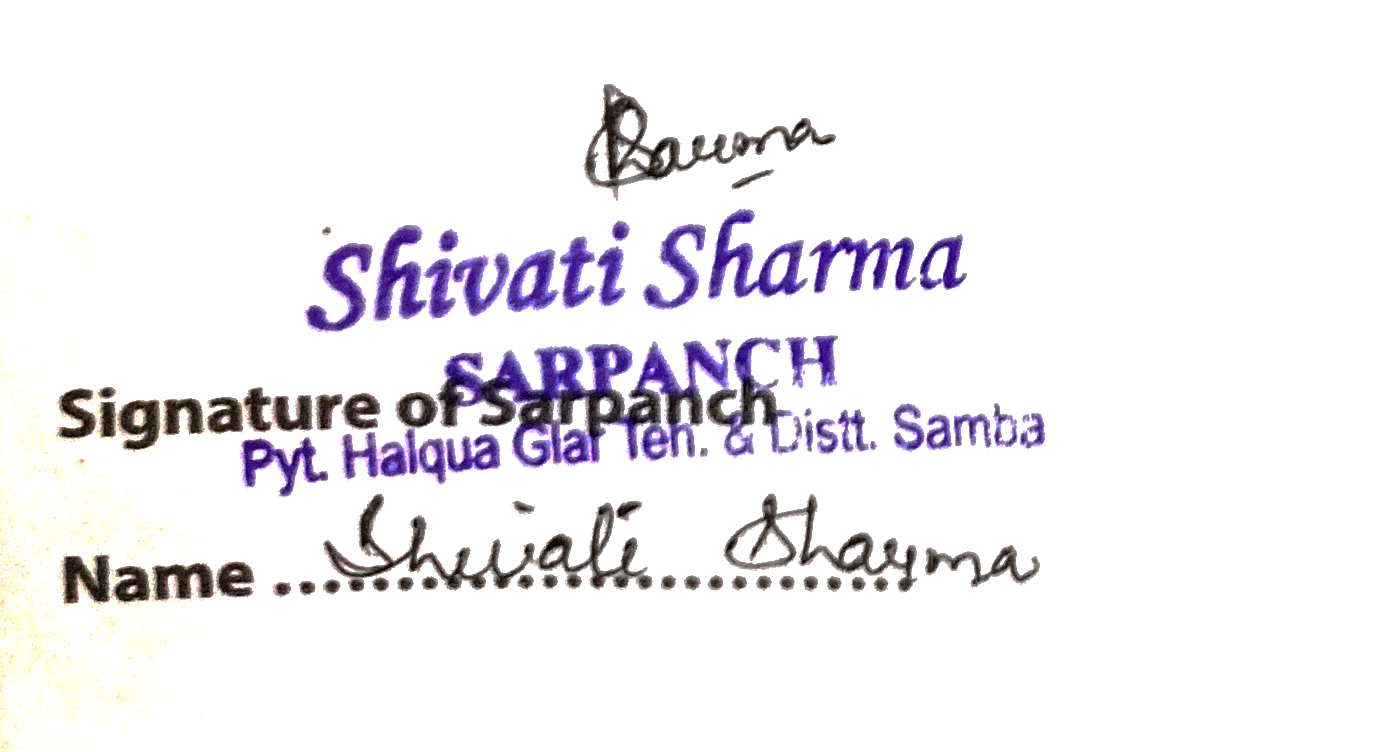 Shivati Sharma
SARPANCH
Signature of Sarpanch
Pyt. Halqua Glar Teh. & Distt. Samba
Name .............................. Shivali Sharma